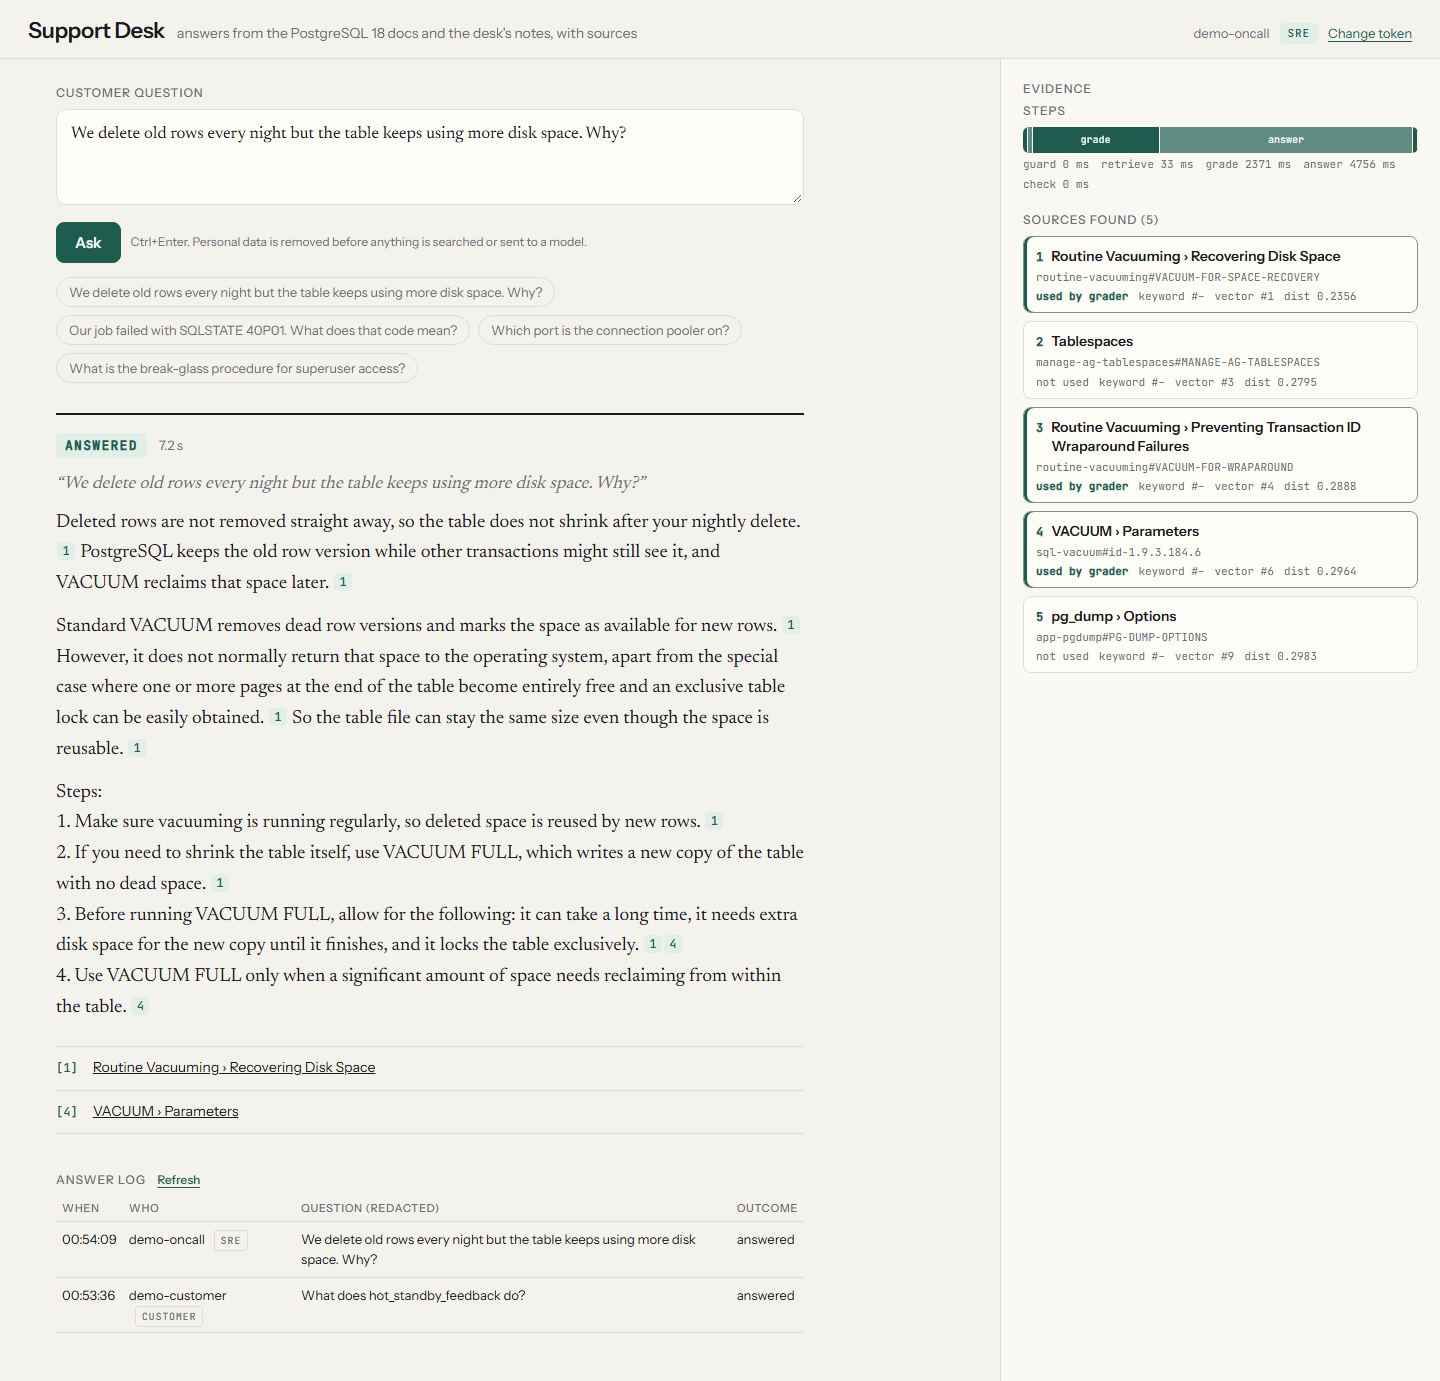 Support Desk answers from the PostgreSQL 18 docs and the desk's notes, with sources
demo-oncall SRE Change token
CUSTOMER QUESTION
We delete old rows every night but the table keeps using more disk space. Why?
Ask Ctrl+Enter. Personal data is removed before anything is searched or sent to a model.
We delete old rows every night but the table keeps using more disk space. Why?
Our job failed with SQLSTATE 40P01. What does that code mean? Which port is the connection pooler on?
What is the break-glass procedure for superuser access?
ANSWERED 7.2 s
“We delete old rows every night but the table keeps using more disk space. Why?”
Deleted rows are not removed straight away, so the table does not shrink after your nightly delete.
1 PostgreSQL keeps the old row version while other transactions might still see it, and
VACUUM reclaims that space later. 1
Standard VACUUM removes dead row versions and marks the space as available for new rows. 1
However, it does not normally return that space to the operating system, apart from the special
case where one or more pages at the end of the table become entirely free and an exclusive table
lock can be easily obtained. 1 So the table file can stay the same size even though the space is
reusable. 1
Steps:
1. Make sure vacuuming is running regularly, so deleted space is reused by new rows. 1
2. If you need to shrink the table itself, use VACUUM FULL, which writes a new copy of the table
with no dead space. 1
3. Before running VACUUM FULL, allow for the following: it can take a long time, it needs extra
disk space for the new copy until it finishes, and it locks the table exclusively. 1 4
4. Use VACUUM FULL only when a significant amount of space needs reclaiming from within
the table. 4
[1] Routine Vacuuming › Recovering Disk Space
[4] VACUUM › Parameters
ANSWER LOG Refresh
WHEN WHO QUESTION (REDACTED) OUTCOME
00:54:09 demo-oncall SRE We delete old rows every night but the table keeps using more disk answered
space. Why?
00:53:36 demo-customer What does hot_standby_feedback do? answered
CUSTOMER
EVIDENCE
STEPS
grade answer
guard 0 ms retrieve 33 ms grade 2371 ms answer 4756 ms
check 0 ms
SOURCES FOUND (5)
1 Routine Vacuuming › Recovering Disk Space
routine-vacuuming#VACUUM-FOR-SPACE-RECOVERY
used by grader keyword #– vector #1 dist 0.2356
2 Tablespaces
manage-ag-tablespaces#MANAGE-AG-TABLESPACES
not used keyword #– vector #3 dist 0.2795
3 Routine Vacuuming › Preventing Transaction ID
Wraparound Failures
routine-vacuuming#VACUUM-FOR-WRAPAROUND
used by grader keyword #– vector #4 dist 0.2888
4 VACUUM › Parameters
sql-vacuum#id-1.9.3.184.6
used by grader keyword #– vector #6 dist 0.2964
5 pg_dump › Options
app-pgdump#PG-DUMP-OPTIONS
not used keyword #– vector #9 dist 0.2983